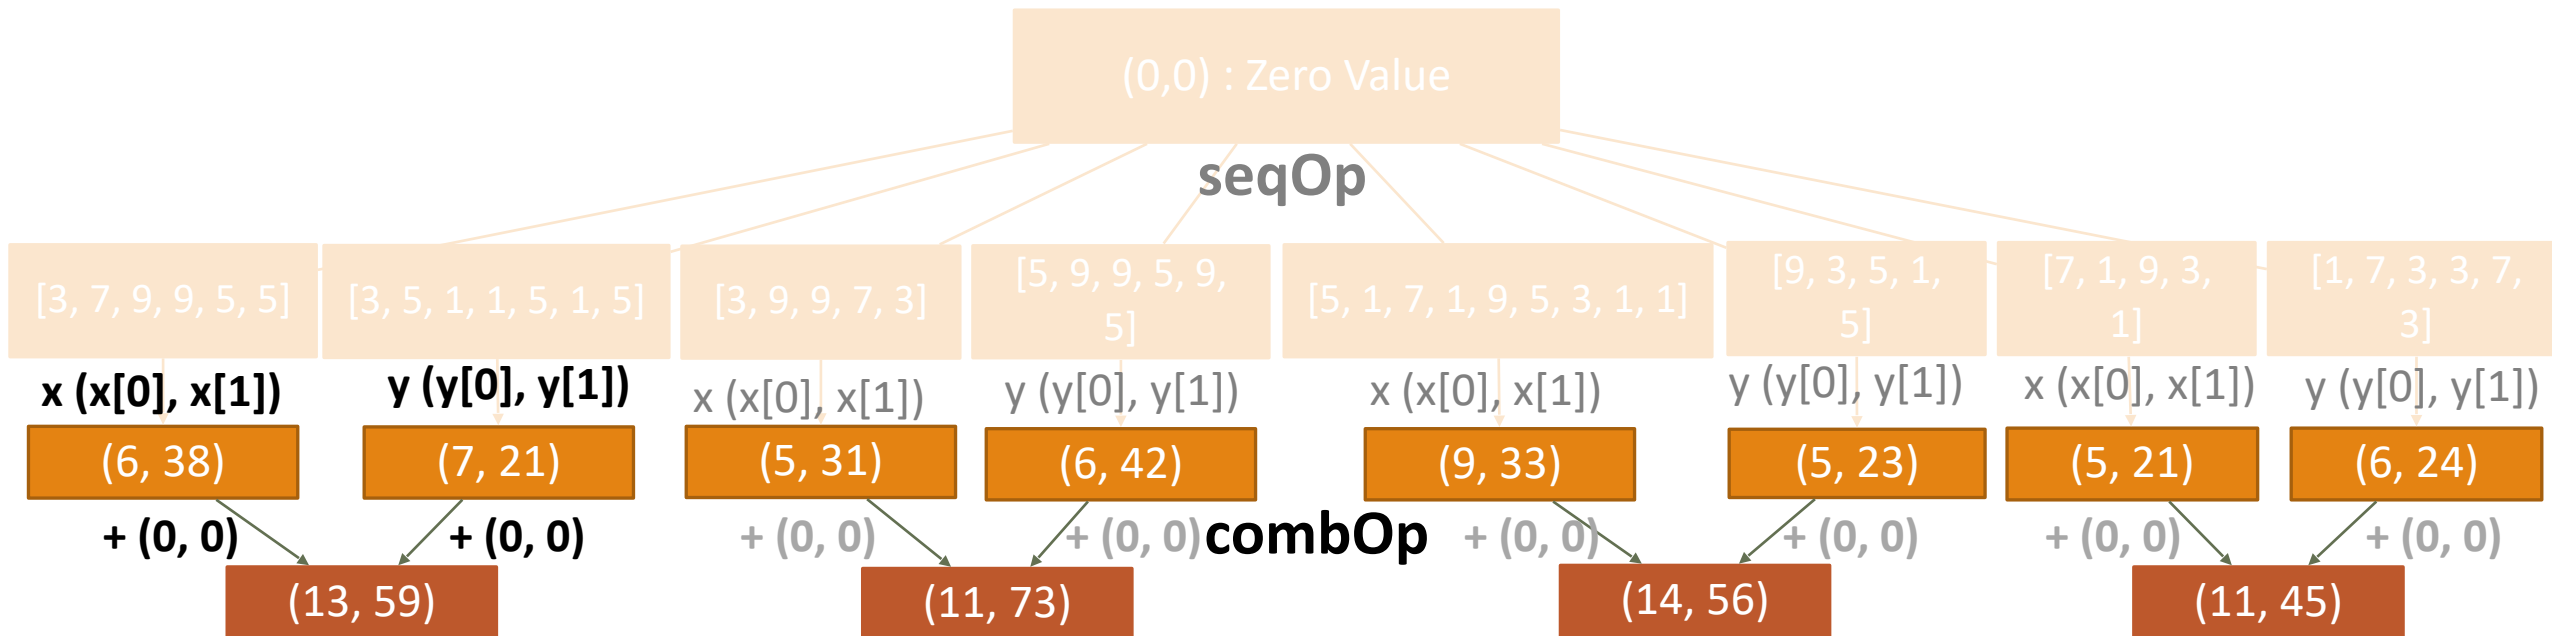 (0,0) : Zero Value
seqOp
[3, 7, 9, 9, 5, 5]
[3, 5, 1, 1, 5, 1, 5]
[3, 9, 9, 7, 3]
[5, 9, 9, 5, 9,
5]
[5, 1, 7, 1, 9, 5, 3, 1, 1]
[9, 3, 5, 1,
5]
[7, 1, 9, 3,
1]
[1, 7, 3, 3, 7,
3]
x (x[0], x[1])
y (y[0], y[1])
x (x[0], x[1])
y (y[0], y[1])
x (x[0], x[1])
y (y[0], y[1])
x (x[0], x[1])
y (y[0], y[1])
(6, 38)
(7, 21)
(5, 31)
(6, 42)
(9, 33)
(5, 23)
(5, 21)
(6, 24)
+ (0, 0)
+ (0, 0)
+ (0, 0)
+ (0, 0)
combOp
+ (0, 0)
+ (0, 0)
+ (0, 0)
+ (0, 0)
(13, 59)
(11, 73)
(14, 56)
(11, 45)